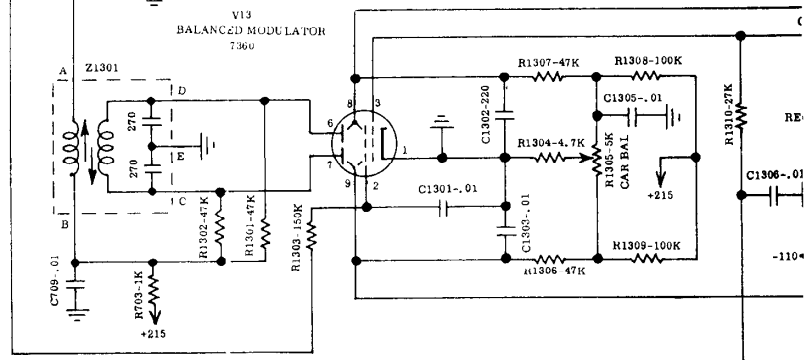 V13
BALANCED MODULATOR
7360
A
Z1301
D
270
E
270
C
B
R1302-47K
R1301-47K
R1303-150K
C709-.01
R703-1K
+215
8
3
6
7
1
9
2
C1302-220
C1301-.01
C1303-.01
R1307-47K
R1308-100K
C1305-.01
R1304-4.7K
R1305-5K
CAR BAL
+215
R1306-47K
R1309-100K
R1310-27K
C1306-.01
-110